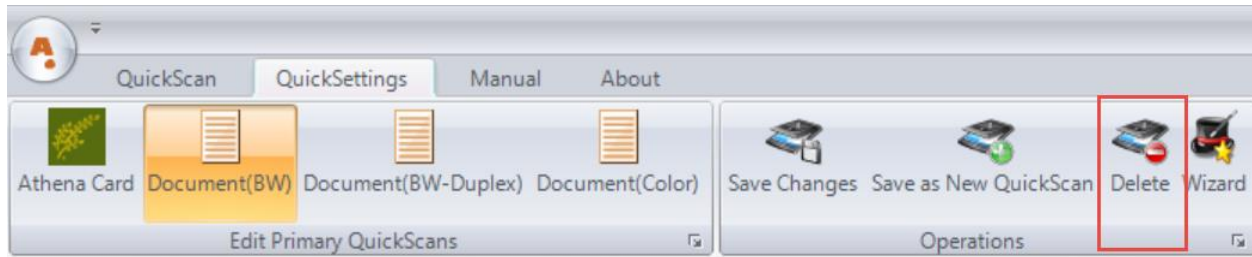 A
QuickScan QuickSettings Manual About
Athena Card Document(BW) Document(BW-Duplex) Document(Color) Save Changes Save as New QuickScan Delete Wizard
Edit Primary QuickScans Operations